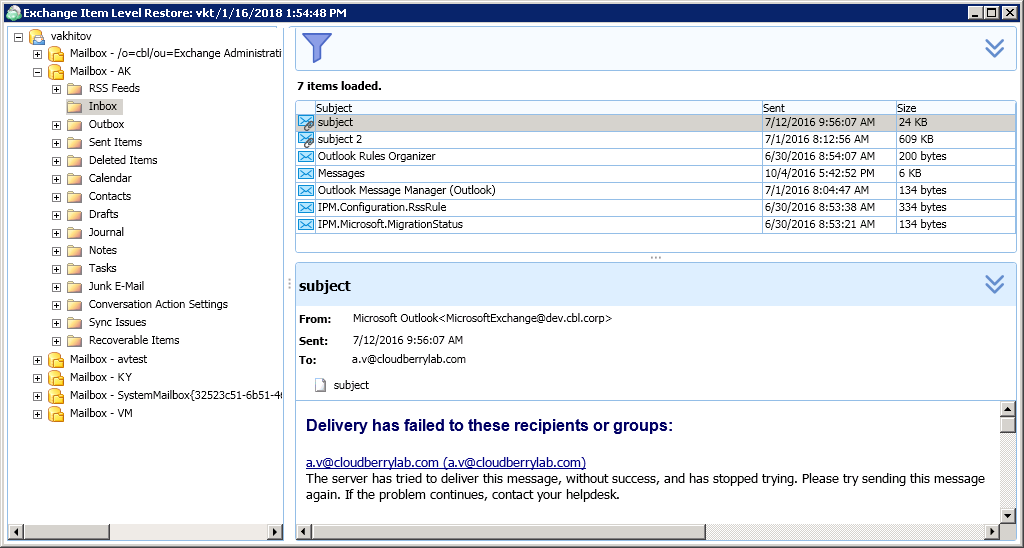 Exchange Item Level Restore: vkt /1/16/2018 1:54:48 PM
vakhitov
Mailbox - /o=cbl/ou=Exchange Administrati
Mailbox - AK
RSS Feeds
Inbox
Outbox
Sent Items
Deleted Items
Calendar
Contacts
Drafts
Journal
Notes
Tasks
Junk E-Mail
Conversation Action Settings
Sync Issues
Recoverable Items
Mailbox - avtest
Mailbox - KY
Mailbox - SystemMailbox{32523c51-6b51-4
Mailbox - VM
7 items loaded.
Subject Sent Size
subject 7/12/2016 9:56:07 AM 24 KB
subject 2 7/1/2016 8:12:56 AM 609 KB
Outlook Rules Organizer 6/30/2016 8:54:07 AM 200 bytes
Messages 10/4/2016 5:42:52 PM 6 KB
Outlook Message Manager (Outlook) 7/1/2016 8:04:47 AM 134 bytes
IPM.Configuration.RssRule 6/30/2016 8:53:38 AM 334 bytes
IPM.Microsoft.MigrationStatus 6/30/2016 8:53:21 AM 134 bytes
subject
From: Microsoft Outlook<MicrosoftExchange@dev.cbl.corp>
Sent: 7/12/2016 9:56:07 AM
To: a.v@cloudberrylab.com
subject
Delivery has failed to these recipients or groups:
a.v@cloudberrylab.com (a.v@cloudberrylab.com)
The server has tried to deliver this message, without success, and has stopped trying. Please try sending this message
again. If the problem continues, contact your helpdesk.